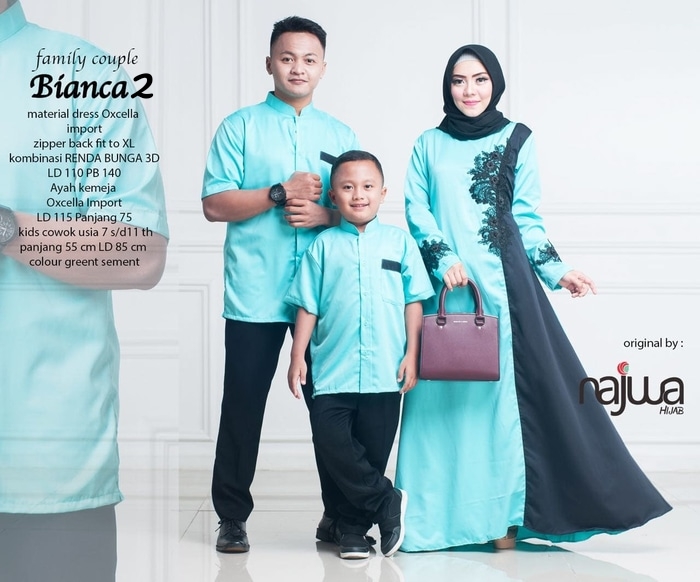 family couple
Bianca 2
material dress Oxcella
import
zipper back fit to XL
kombinasi RENDA BUNGA 3D
LD 110 PB 140
Ayah kemeja
Oxcella Import
LD 115 Panjang 75
kids cowok usia 7 s/d11 th
panjang 55 cm LD 85 cm
colour greent sement
original by :
najwa
HIJAB